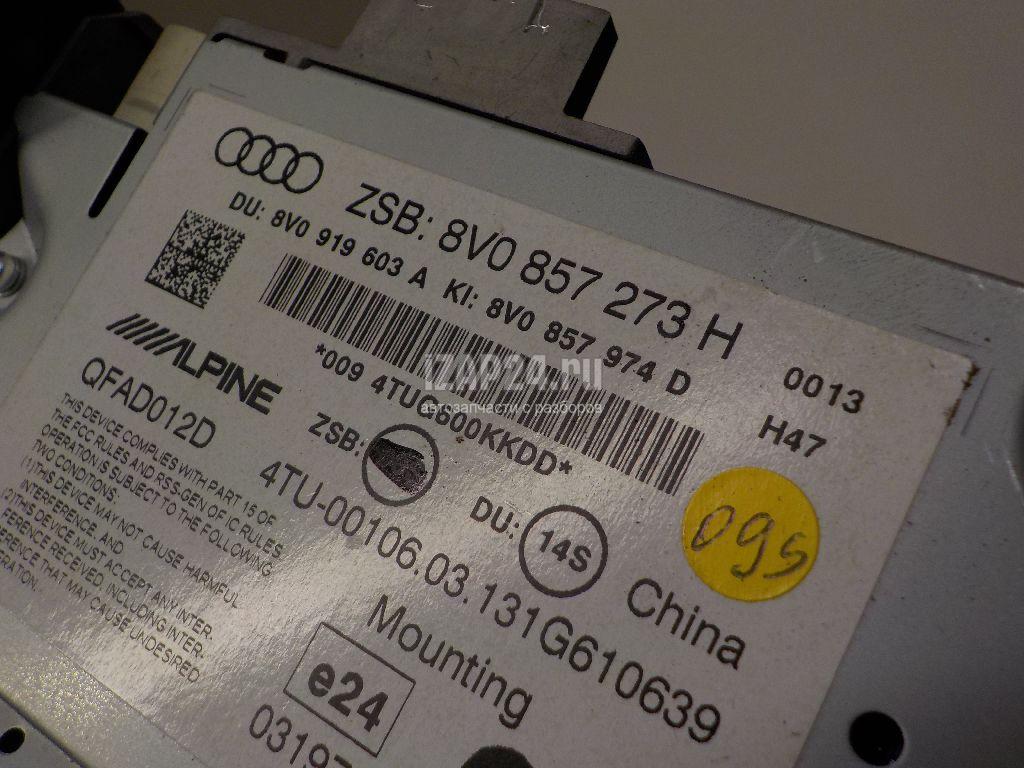 ZSB: 8V0 857 273 H
DU: 8V0 919 603 A KI: 8V0 857 974 D
0013
H47
*009 4TUG600KKDD*
ALPINE
QFAD012D
ZSB:
DU: 14S
095
China
4TU-00106.03.131G610639
THIS DEVICE COMPLIES WITH PART 15 OF
THE FCC RULES AND RSS-GEN OF IC RULES.
OPERATION IS SUBJECT TO THE FOLLOWING
TWO CONDITIONS.
(1)THIS DEVICE MAY NOT CAUSE HARMFUL
INTERFERENCE, AND
(2)THIS DEVICE MUST ACCEPT ANY INTER.
FERENCE RECEIVED, INCLUDING INTER.
FERENCE THAT MAY CAUSE UNDESIRED
Mounting
e24
iZAP24.ru
автозапчасти с разборов